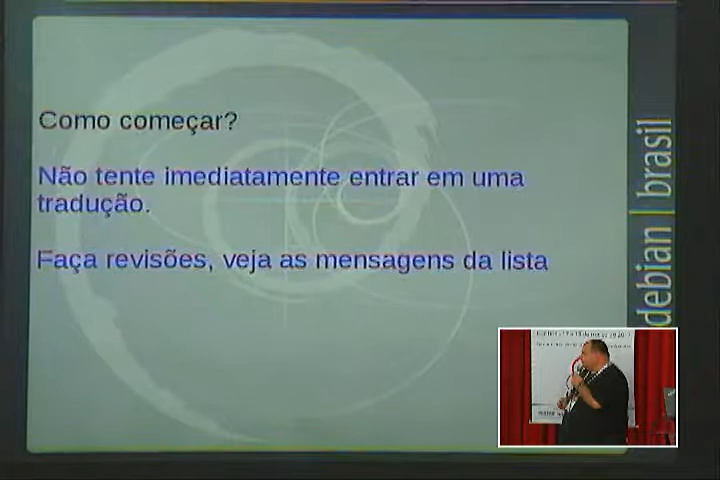 Como começar?
Não tente imediatamente entrar em uma
tradução.
Faça revisões, veja as mensagens da lista
debian | brasil